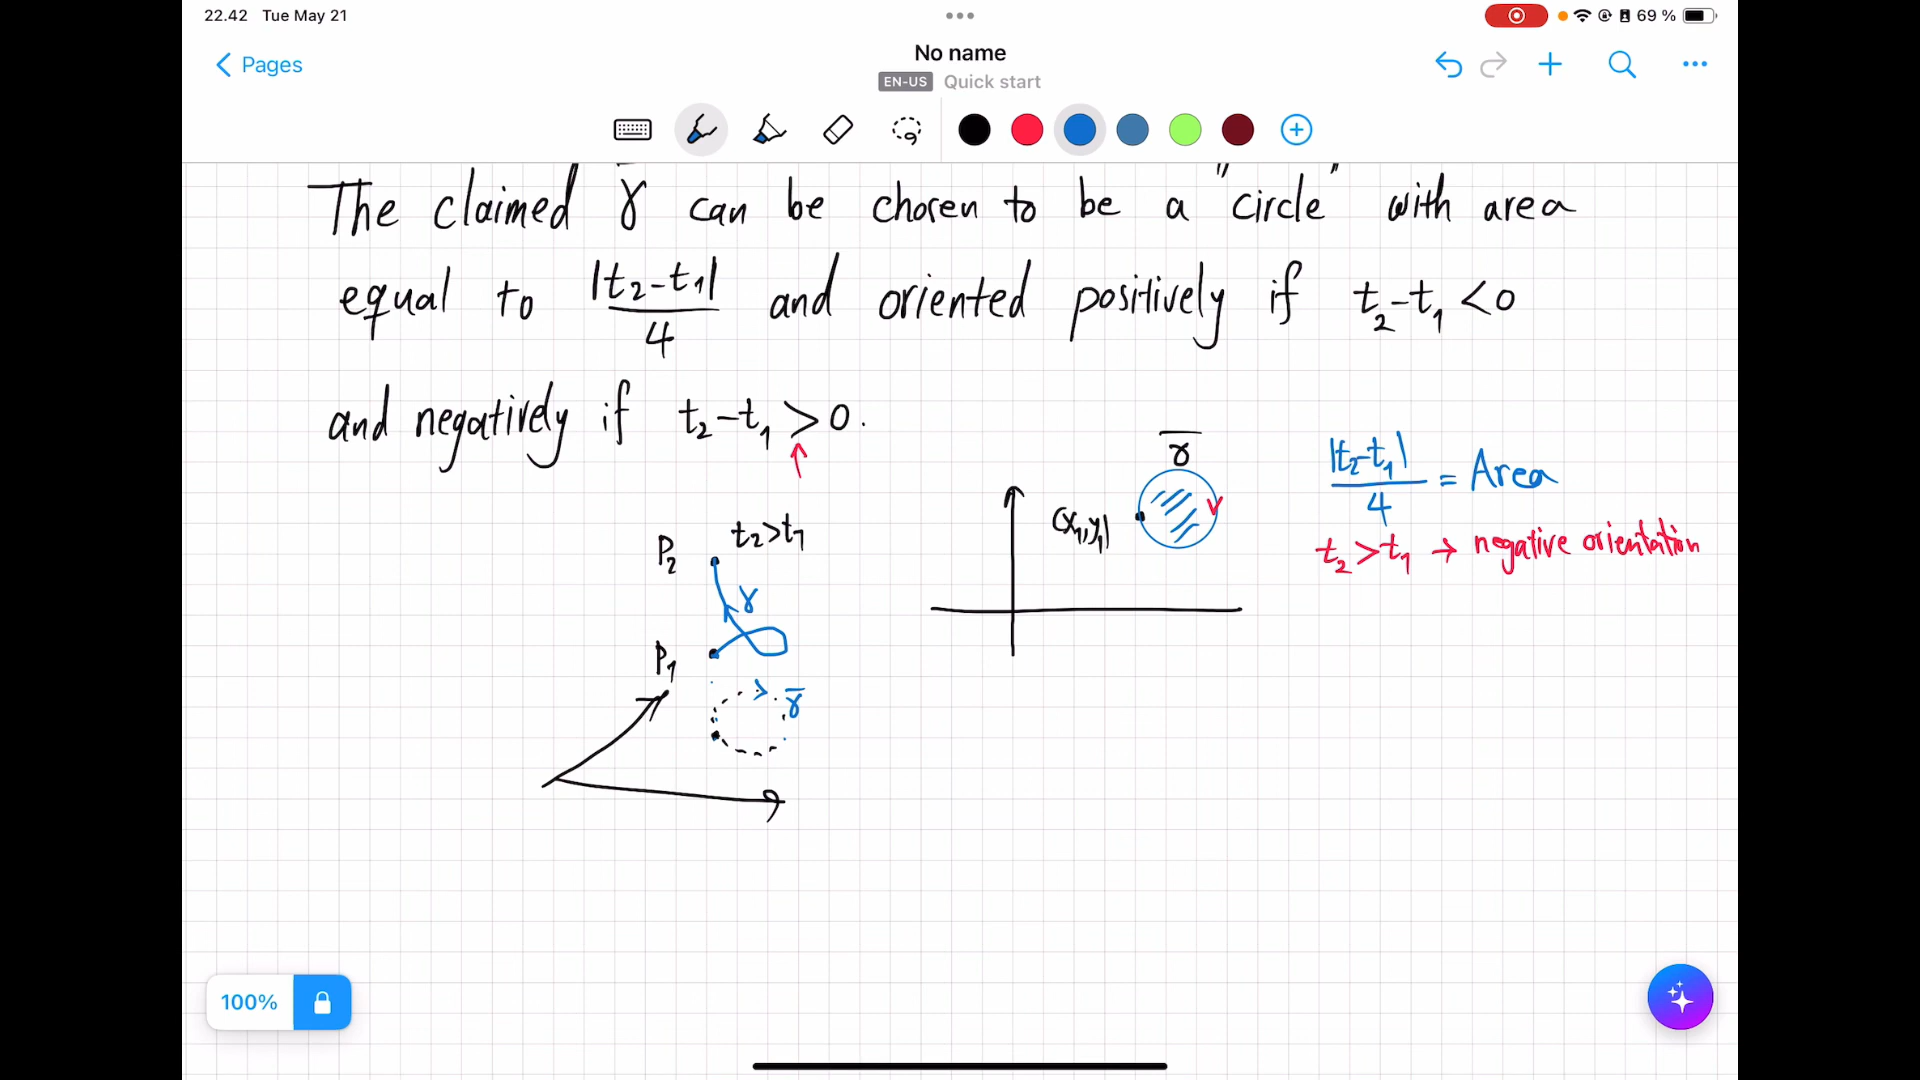 22.42 Tue May 21
69 %
No name
Pages
EN-US Quick start
The claimed γ̄ can be chosen to be a "circle" with area
equal to |t₂-t₁|/4 and oriented positively if t₂-t₁ <0
and negatively if t₂-t₁ >0.
γ̄
|t₂-t₁|/4 = Area
(x₁,y₁)
t₂>t₁ → negative orientation
t₂>t₁
P₂
γ
P₁
γ̄
100%